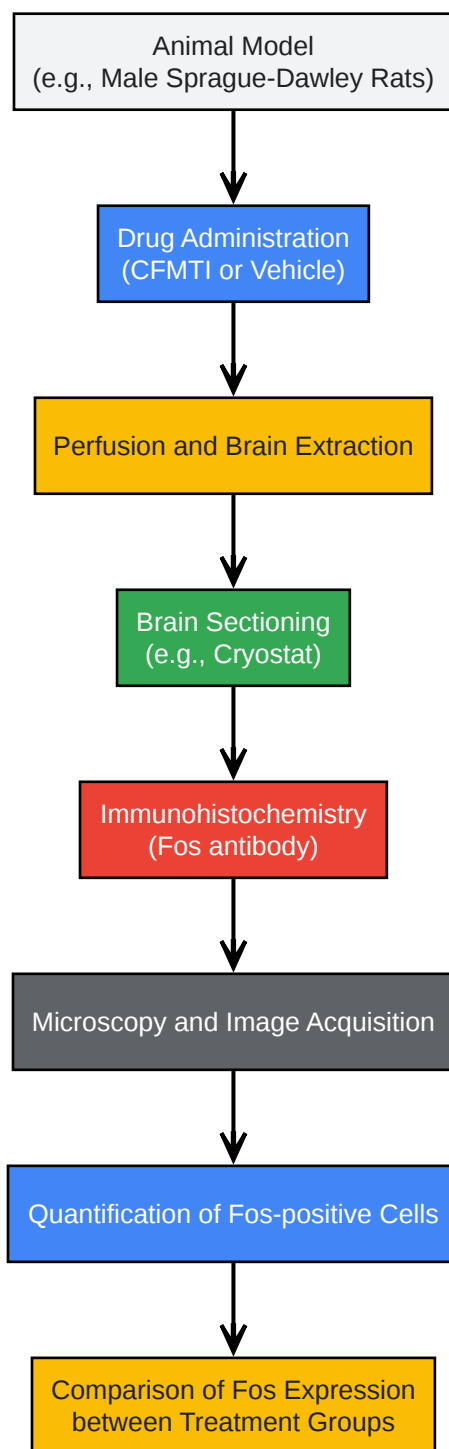 Animal Model
(e.g., Male Sprague-Dawley Rats)
Drug Administration
(CFMTI or Vehicle)
Perfusion and Brain Extraction
Brain Sectioning
(e.g., Cryostat)
Immunohistochemistry
(Fos antibody)
Microscopy and Image Acquisition
Quantification of Fos-positive Cells
Comparison of Fos Expression
between Treatment Groups